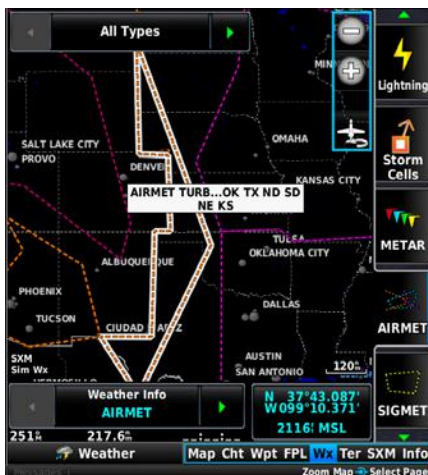 All Types
MIN
Lightning
SALT LAKE CITY
PROVO
OMAHA
DENVER
KANSAS CITY
Storm
Cells
AIRMET TURB...OK TX ND SD
NE KS
TULSA
OKLAHOMA CITY
METAR
ALBUQUERQUE
PHOENIX
TUCSON
DALLAS
CIUDAD
AIRMET
SXM
Sim Wx
AUSTIN
SAN ANTONIO
120
Weather Info
AIRMET
N 37°43.087'
W099°10.371'
2116' MSL
SIGMET
251
217.6
Weather
Map Cht Wpt FPL Wx Ter SXM Info
Zoom Map Select Page